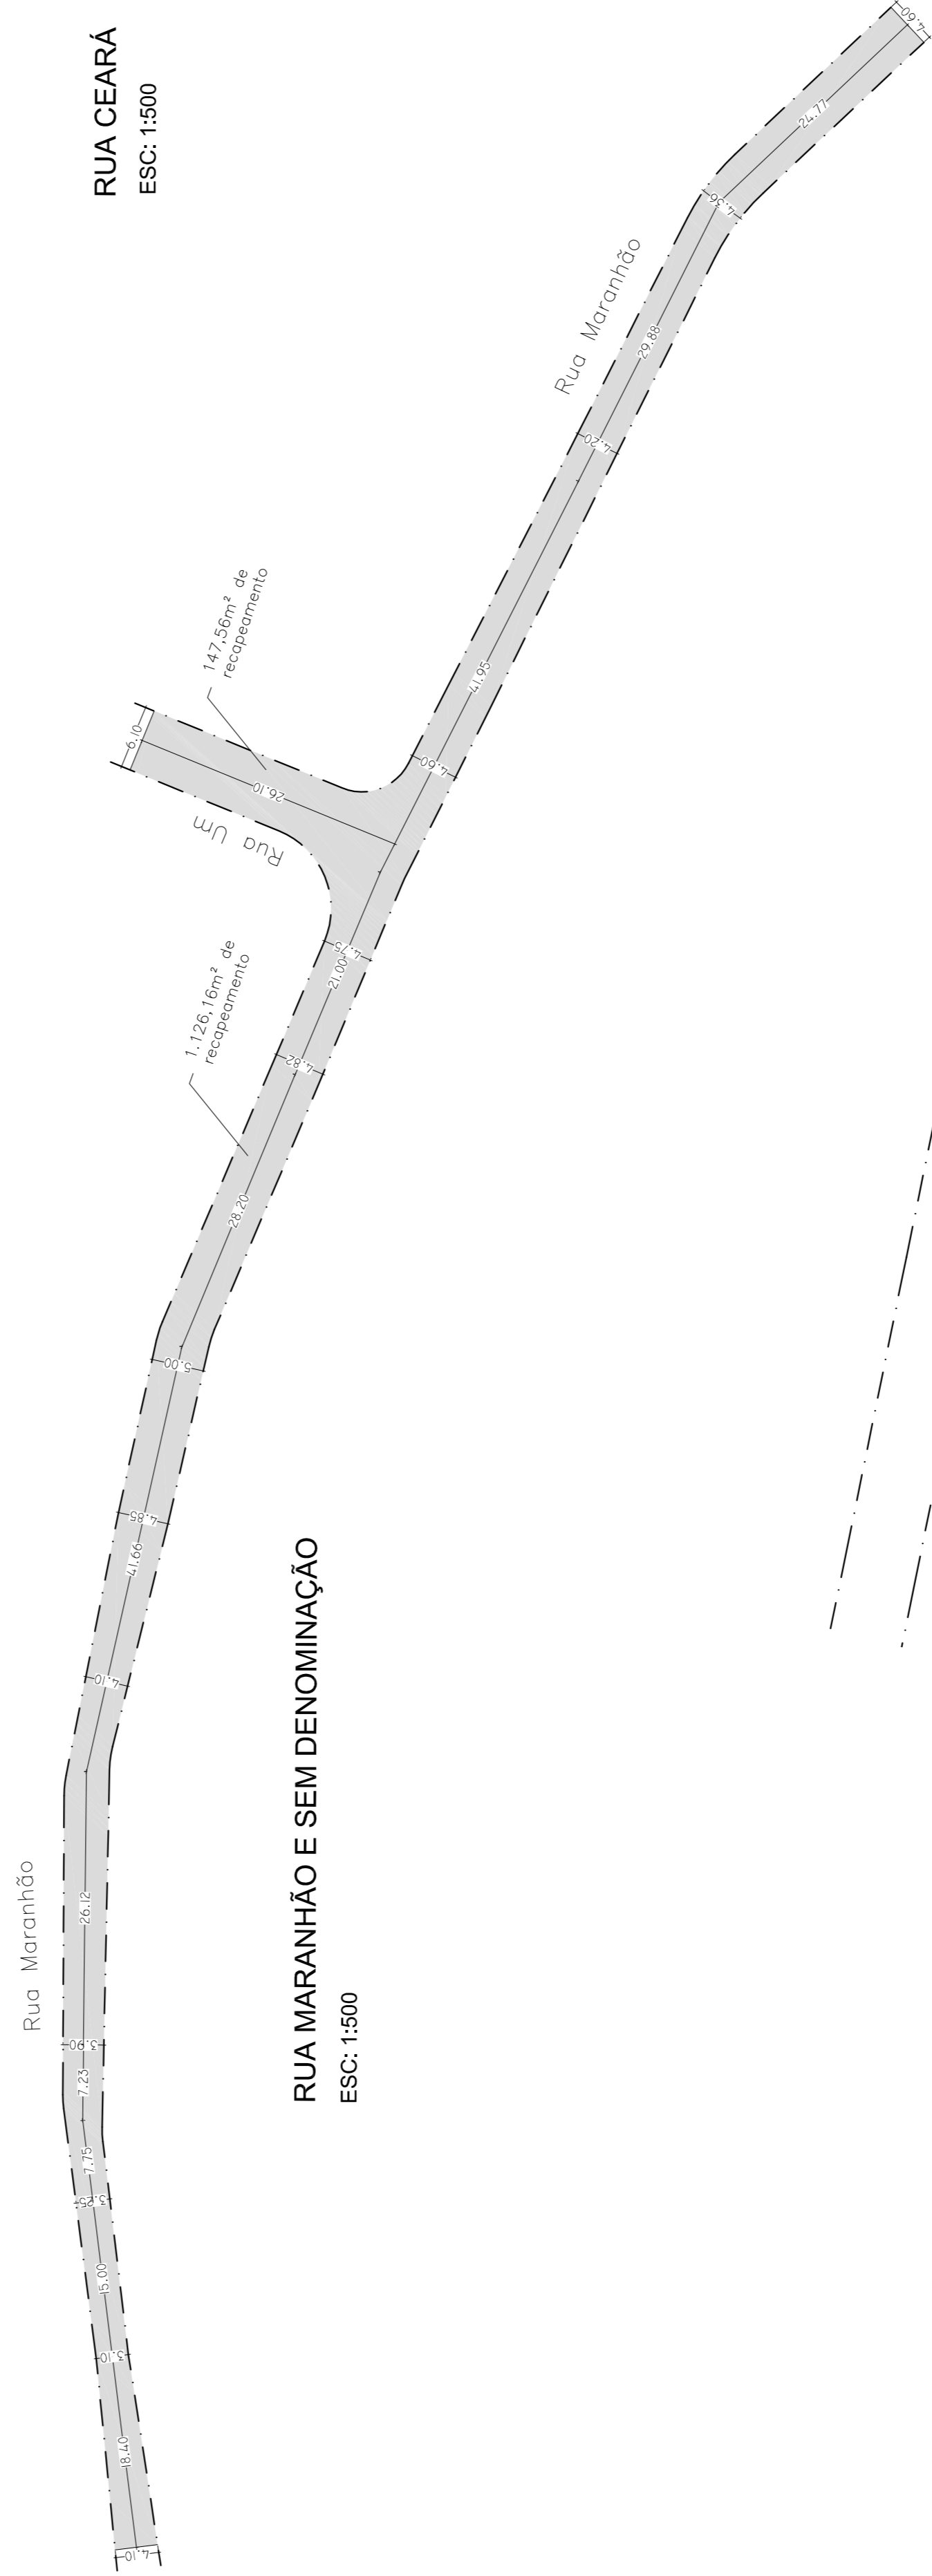 RUA CEARÁ
ESC: 1:500
4.60
24.77
4.36
Rua Maranhão
29.88
4.20
41.95
4.60
147,56m² de
recapeamento
6.10
26.10
Rua Um
4.75
21.00
4.82
1.126,16m² de
recapeamento
28.20
5.00
4.85
41.66
4.10
26.12
Rua Maranhão
3.90
7.23
7.75
3.25
15.00
3.10
18.40
4.10
RUA MARANHÃO E SEM DENOMINAÇÃO
ESC: 1:500